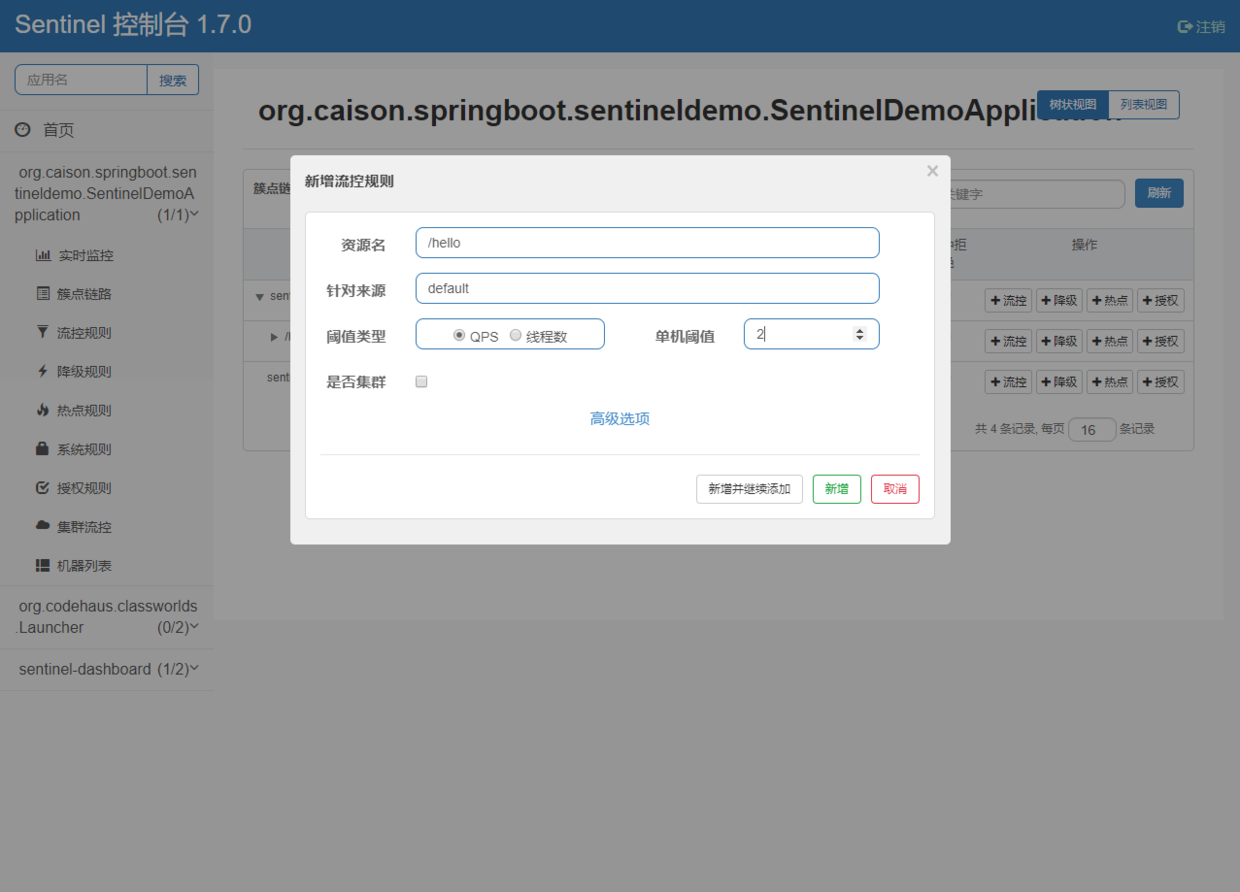 Sentinel 控制台 1.7.0
注销
应用名
搜索
首页
org.caison.springboot.sen
tineldemo.SentinelDemoA
pplication (1/1)
实时监控
簇点链路
流控规则
降级规则
热点规则
系统规则
授权规则
集群流控
机器列表
org.codehaus.classworlds
.Launcher (0/2)
sentinel-dashboard (1/2)
org.caison.springboot.sentineldemo.SentinelDemoAppli
树状视图 列表视图
簇点链
关键字
刷新
操作
流控 降级 热点 授权
流控 降级 热点 授权
流控 降级 热点 授权
共 4 条记录, 每页 16 条记录
新增流控规则
×
资源名 /hello
针对来源 default
阈值类型 QPS 线程数 单机阈值 2
是否集群
高级选项
新增并继续添加 新增 取消